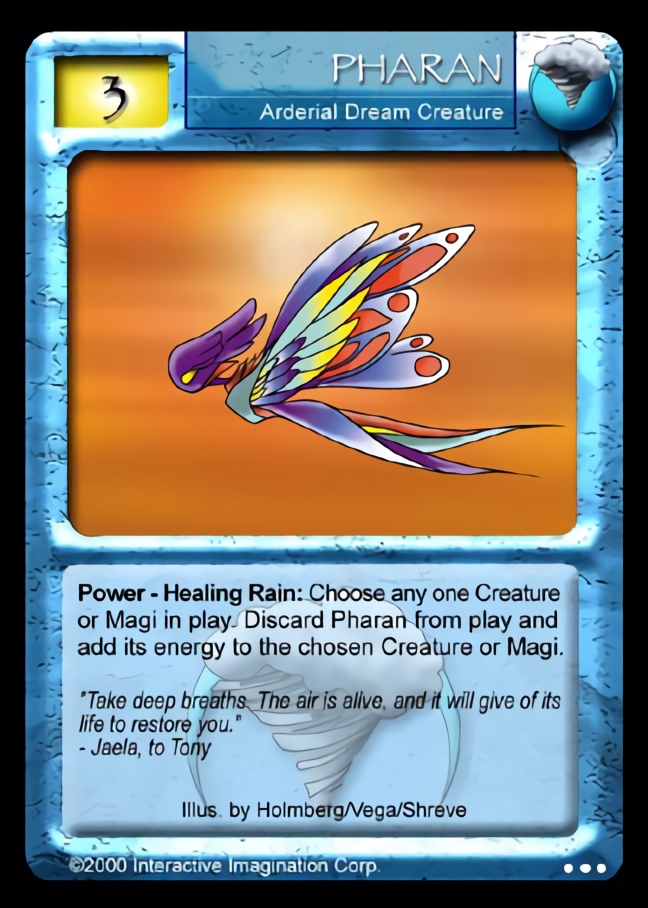 3
PHARAN
Arderial Dream Creature
Power - Healing Rain: Choose any one Creature
or Magi in play. Discard Pharan from play and
add its energy to the chosen Creature or Magi.
"Take deep breaths. The air is alive, and it will give of its
life to restore you."
- Jaela, to Tony
Illus. by Holmberg/Vega/Shreve
©2000 Interactive Imagination Corp.